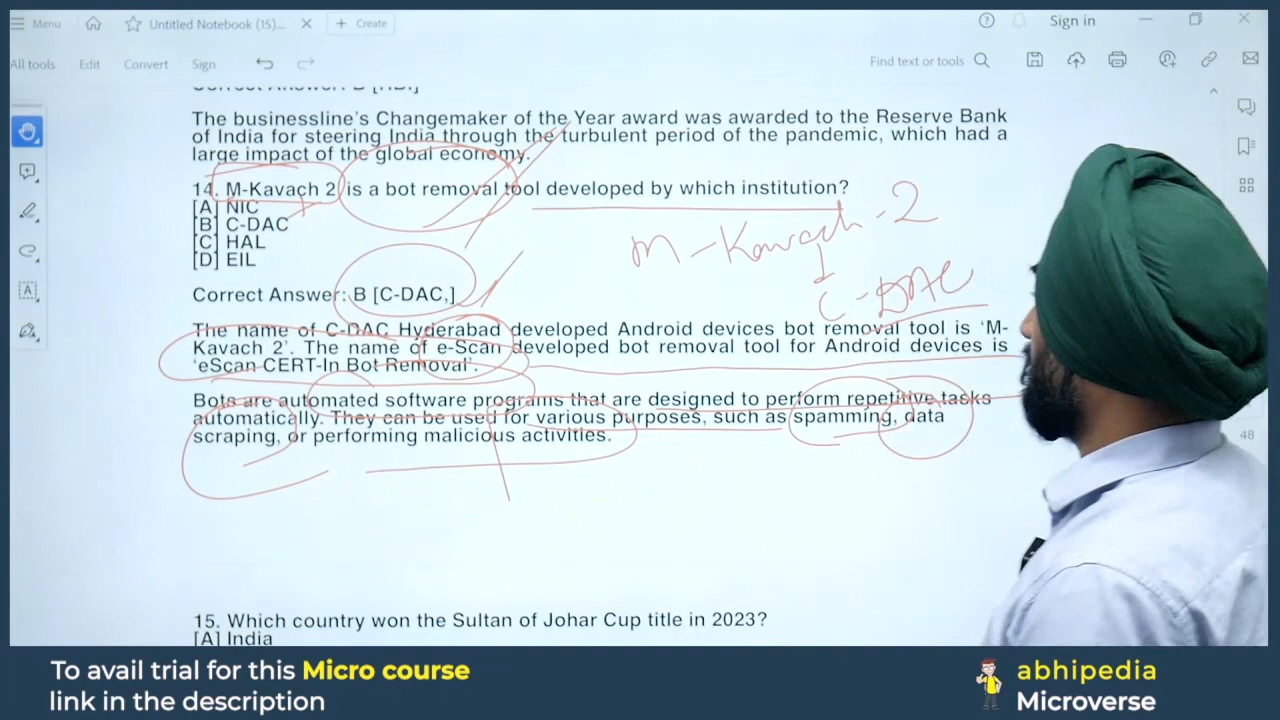 Menu
Untitled Notebook (15)...
+ Create
Sign in
All tools
Edit
Convert
Sign
Find text or tools
The businessline's Changemaker of the Year award was awarded to the Reserve Bank
of India for steering India through the turbulent period of the pandemic, which had a
large impact of the global economy.
14. M-Kavach 2 is a bot removal tool developed by which institution?
[A] NIC
[B] C-DAC
[C] HAL
[D] EIL
M-Kavach-2
C-DAC
Correct Answer: B [C-DAC,]
The name of C-DAC Hyderabad developed Android devices bot removal tool is 'M-
Kavach 2'. The name of e-Scan developed bot removal tool for Android devices is
'eScan CERT-In Bot Removal'.
Bots are automated software programs that are designed to perform repetitive tasks
automatically. They can be used for various purposes, such as spamming, data
scraping, or performing malicious activities.
48
15. Which country won the Sultan of Johar Cup title in 2023?
[A] India
To avail trial for this Micro course
link in the description
abhipedia
Microverse